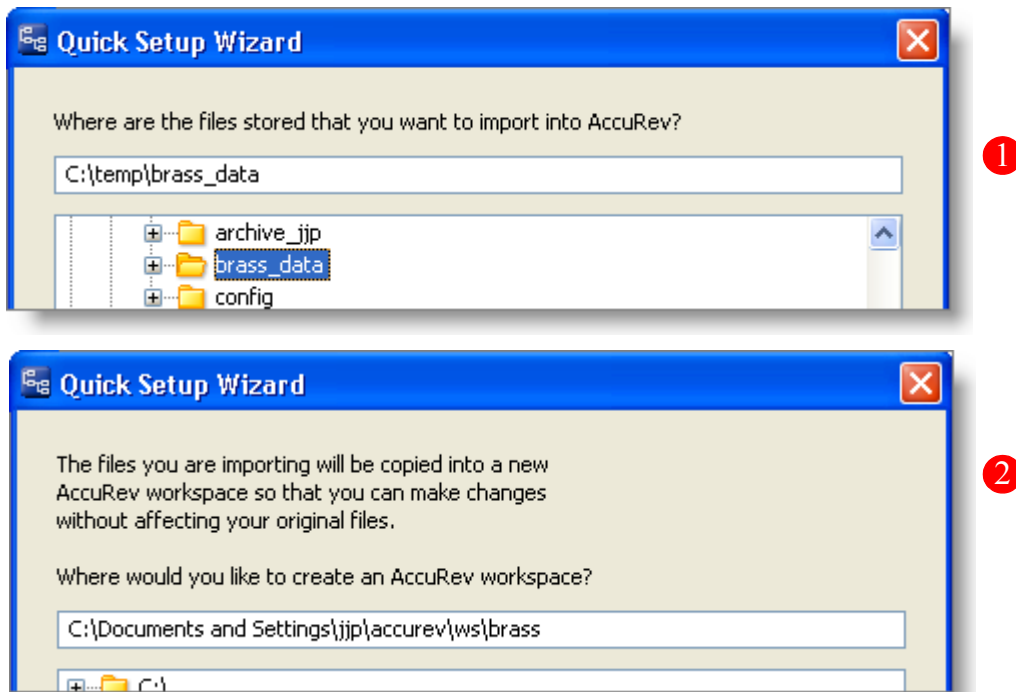 Quick Setup Wizard
Where are the files stored that you want to import into AccuRev?
1
C:\temp\brass_data
archive_jjp
brass_data
config
Quick Setup Wizard
The files you are importing will be copied into a new
2
AccuRev workspace so that you can make changes
without affecting your original files.
Where would you like to create an AccuRev workspace?
C:\Documents and Settings\jjp\accurev\ws\brass
C:\